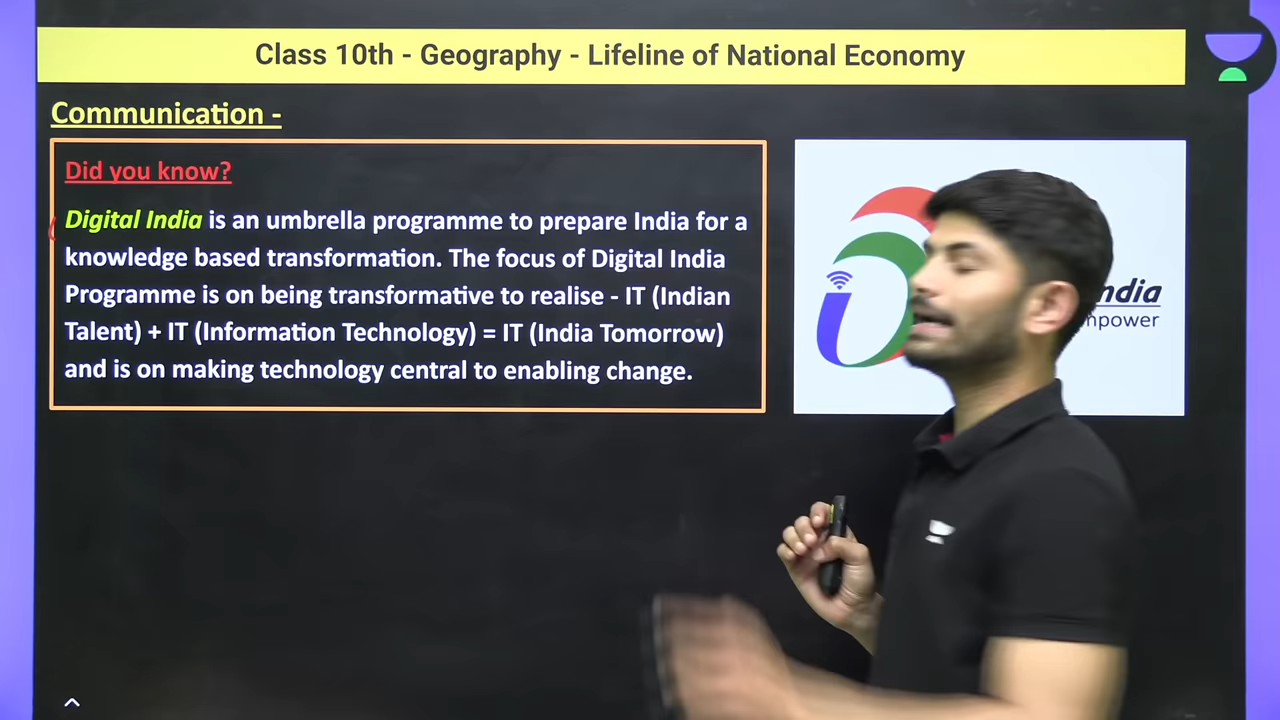 Class 10th - Geography - Lifeline of National Economy
Communication -
Did you know?
Digital India is an umbrella programme to prepare India for a
knowledge based transformation. The focus of Digital India
Programme is on being transformative to realise - IT (Indian
Talent) + IT (Information Technology) = IT (India Tomorrow)
and is on making technology central to enabling change.